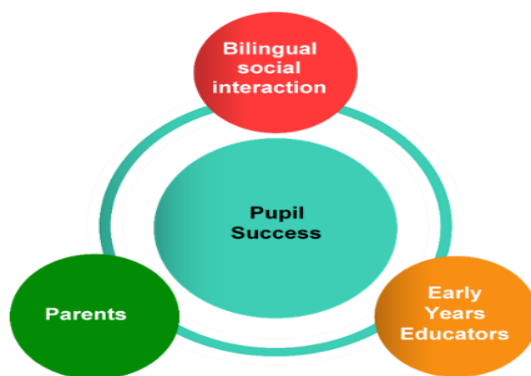 Bilingual
social
interaction
Pupil
Success
Parents
Early
Years
Educators